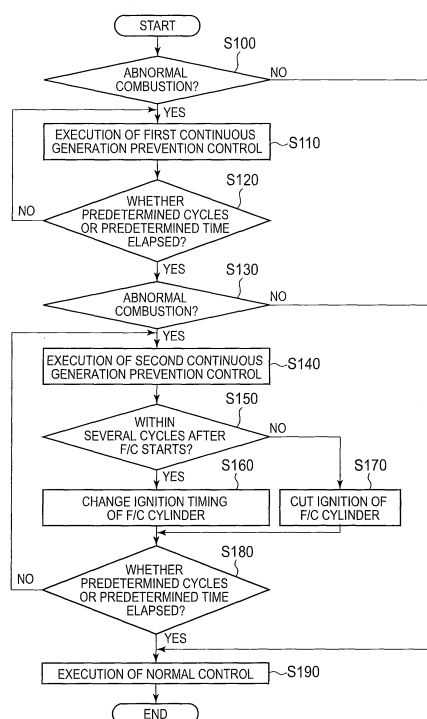 START
S100
ABNORMAL
COMBUSTION?
NO
YES
EXECUTION OF FIRST CONTINUOUS
GENERATION PREVENTION CONTROL
S110
S120
WHETHER
PREDETERMINED CYCLES
OR PREDETERMINED TIME
ELAPSED?
NO
YES
S130
ABNORMAL
COMBUSTION?
NO
YES
EXECUTION OF SECOND CONTINUOUS
GENERATION PREVENTION CONTROL
S140
S150
WITHIN
SEVERAL CYCLES AFTER
F/C STARTS?
NO
YES
S160
S170
CHANGE IGNITION TIMING
OF F/C CYLINDER
CUT IGNITION OF
F/C CYLINDER
S180
WHETHER
PREDETERMINED CYCLES
OR PREDETERMINED TIME
ELAPSED?
NO
YES
EXECUTION OF NORMAL CONTROL
S190
END